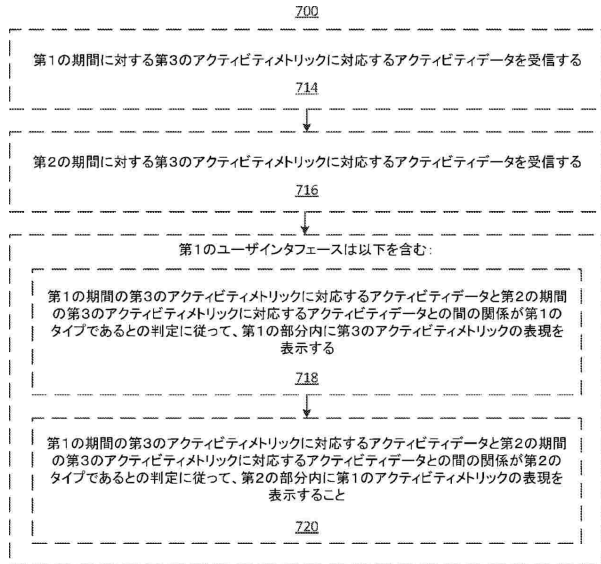 700
第1の期間に対する第3のアクティビティメトリックに対応するアクティビティデータを受信する
714
第2の期間に対する第3のアクティビティメトリックに対応するアクティビティデータを受信する
716
第1のユーザインタフェースは以下を含む:
第1の期間の第3のアクティビティメトリックに対応するアクティビティデータと第2の期間
の第3のアクティビティメトリックに対応するアクティビティデータとの間の関係が第1の
タイプであるとの判定に従って、第1の部分内に第3のアクティビティメトリックの表現を
表示する
718
第1の期間の第3のアクティビティメトリックに対応するアクティビティデータと第2の期間
の第3のアクティビティメトリックに対応するアクティビティデータとの間の関係が第2の
タイプであるとの判定に従って、第2の部分内に第1のアクティビティメトリックの表現を
表示すること
720